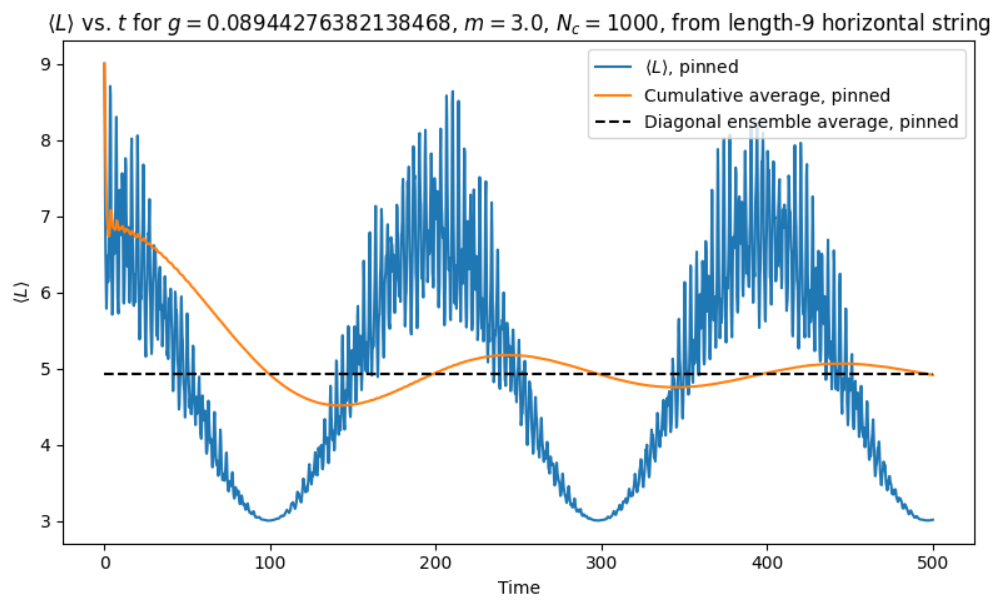 ⟨L⟩ vs. t for g = 0.08944276382138468, m = 3.0, N_c = 1000, from length-9 horizontal string
⟨L⟩, pinned
Cumulative average, pinned
Diagonal ensemble average, pinned
9
8
7
6
5
4
3
⟨L⟩
0
100
200
300
400
500
Time